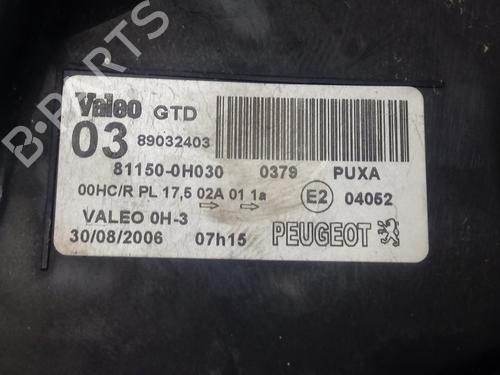 B-PARTS
Valeo GTD
03 89032403
81150-0H030 0379 PUXA
00HC/R PL 17,5 02A 01 1a E2 04052
VALEO 0H-3
30/08/2006 07h15 PEUGEOT